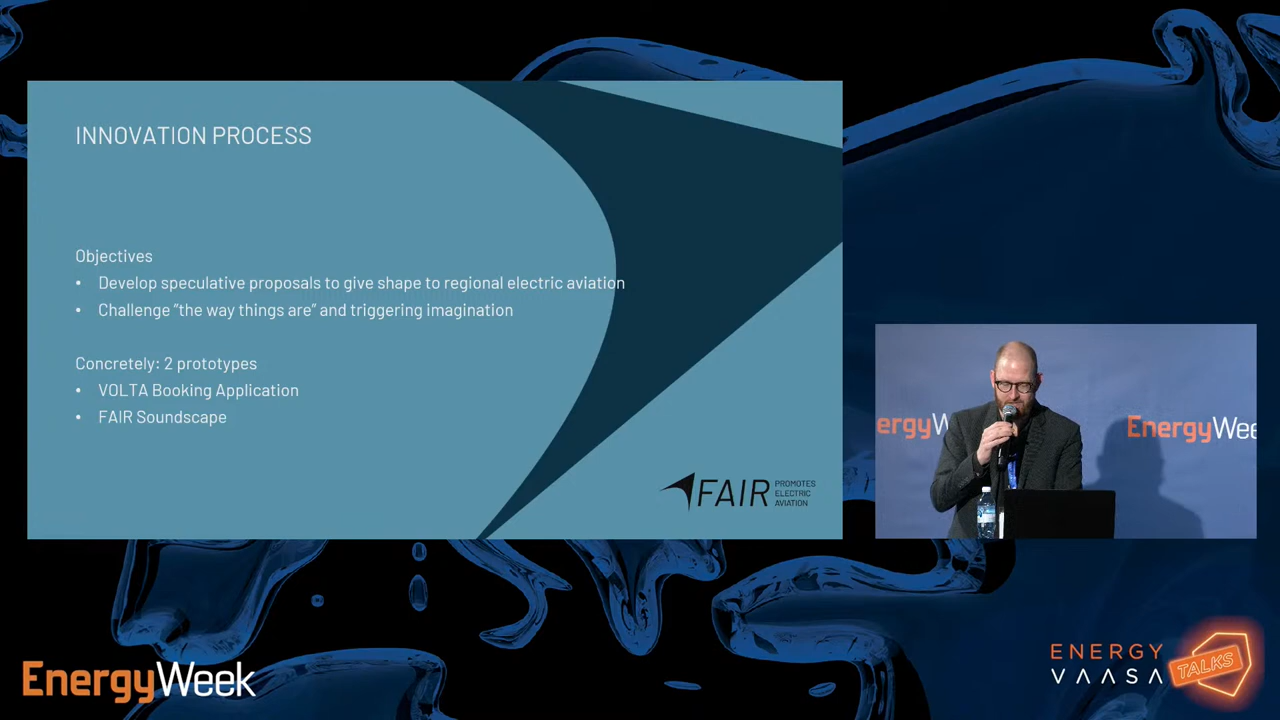 INNOVATION PROCESS
Objectives
• Develop speculative proposals to give shape to regional electric aviation
• Challenge ”the way things are” and triggering imagination
Concretely: 2 prototypes
• VOLTA Booking Application
• FAIR Soundscape
FAIR
PROMOTES
ELECTRIC
AVIATION
ergyW
EnergyWee
EnergyWeek
ENERGY
VAASA
TALKS